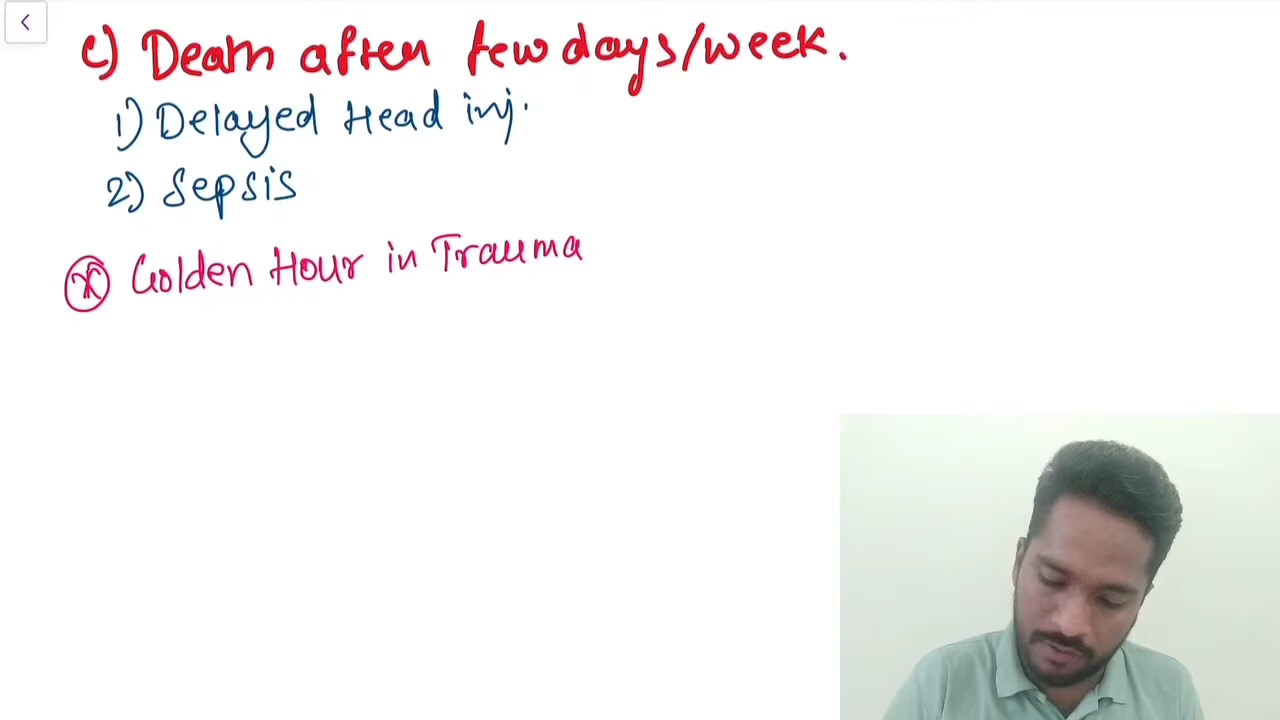 c) Death after few days/week.
1) Delayed Head inj.
2) Sepsis
* Golden Hour in Trauma